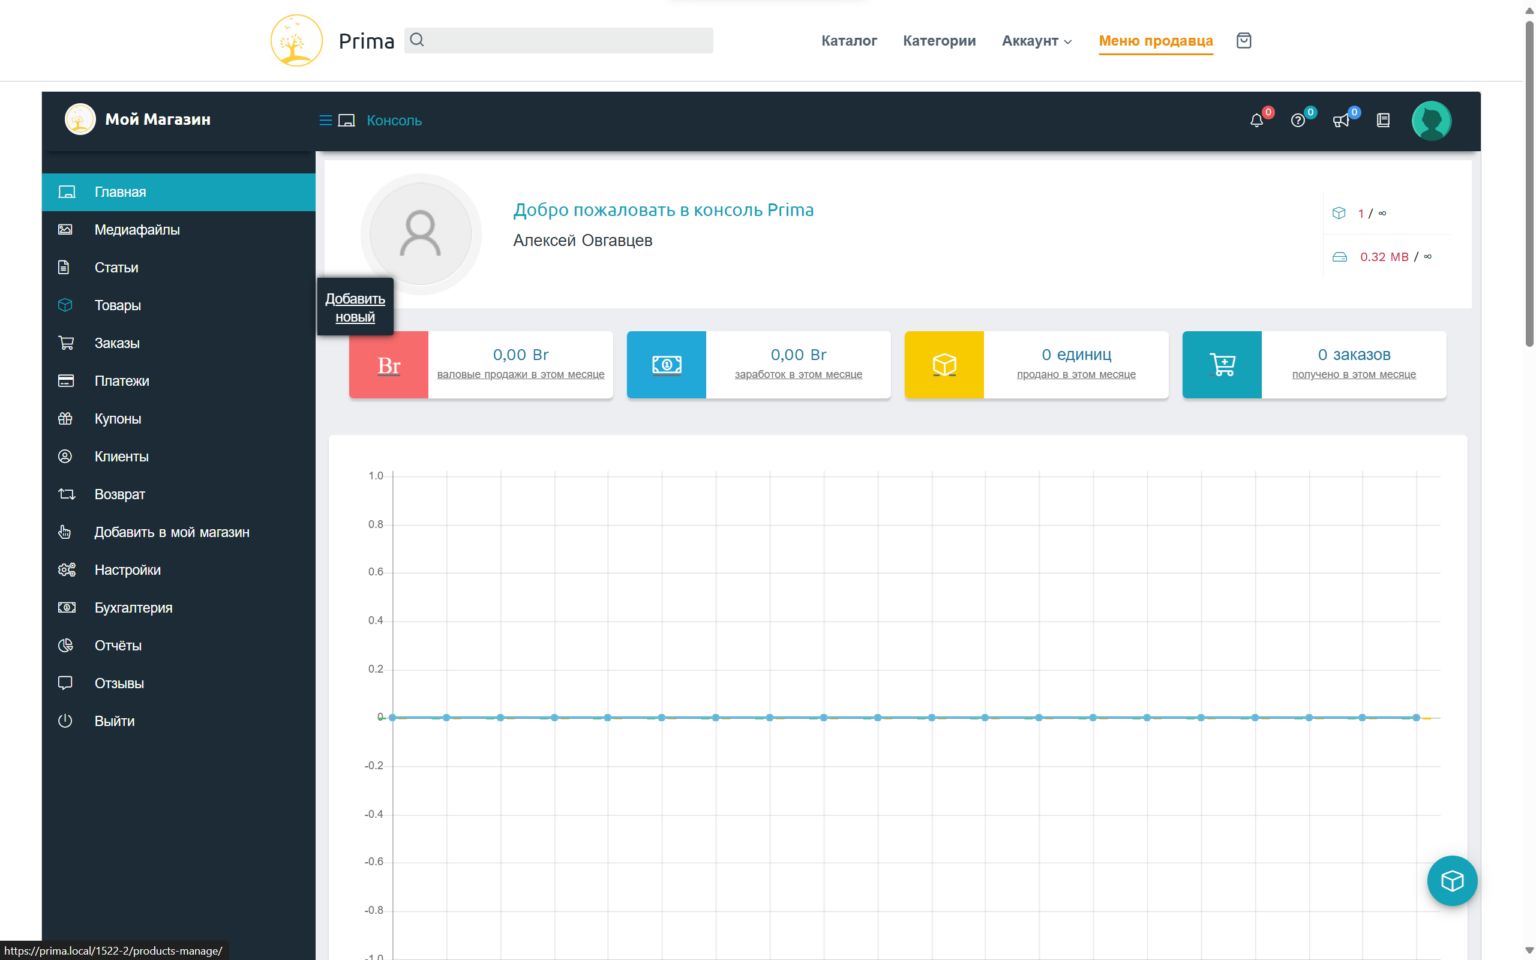 Prima
Каталог
Категории
Аккаунт
Меню продавца
Мой Магазин
Консоль
0
0
0
Главная
Медиафайлы
Статьи
Товары
Заказы
Платежи
Купоны
Клиенты
Возврат
Добавить в мой магазин
Настройки
Бухгалтерия
Отчёты
Отзывы
Выйти
Добавить
новый
Добро пожаловать в консоль Prima
Алексей Овгавцев
1 / ∞
0.32 MB / ∞
Br
0,00 Br
валовые продажи в этом месяце
0,00 Br
заработок в этом месяце
0 единиц
продано в этом месяце
0 заказов
получено в этом месяце
1.0
0.8
0.6
0.4
0.2
0
-0.2
-0.4
-0.6
-0.8
-1.0
https://prima.local/1522-2/products-manage/